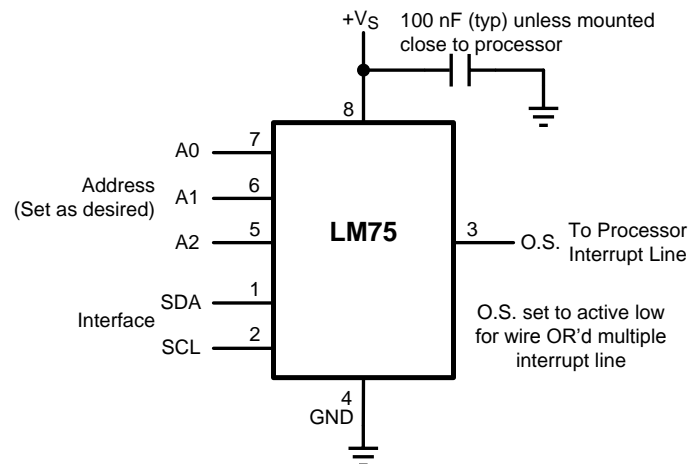 +VS
100 nF (typ) unless mounted
close to processor
8
A0
7
Address
(Set as desired)
A1
6
A2
5
LM75
3
O.S.
To Processor
Interrupt Line
SDA
1
Interface
SCL
2
O.S. set to active low
for wire OR'd multiple
interrupt line
4
GND